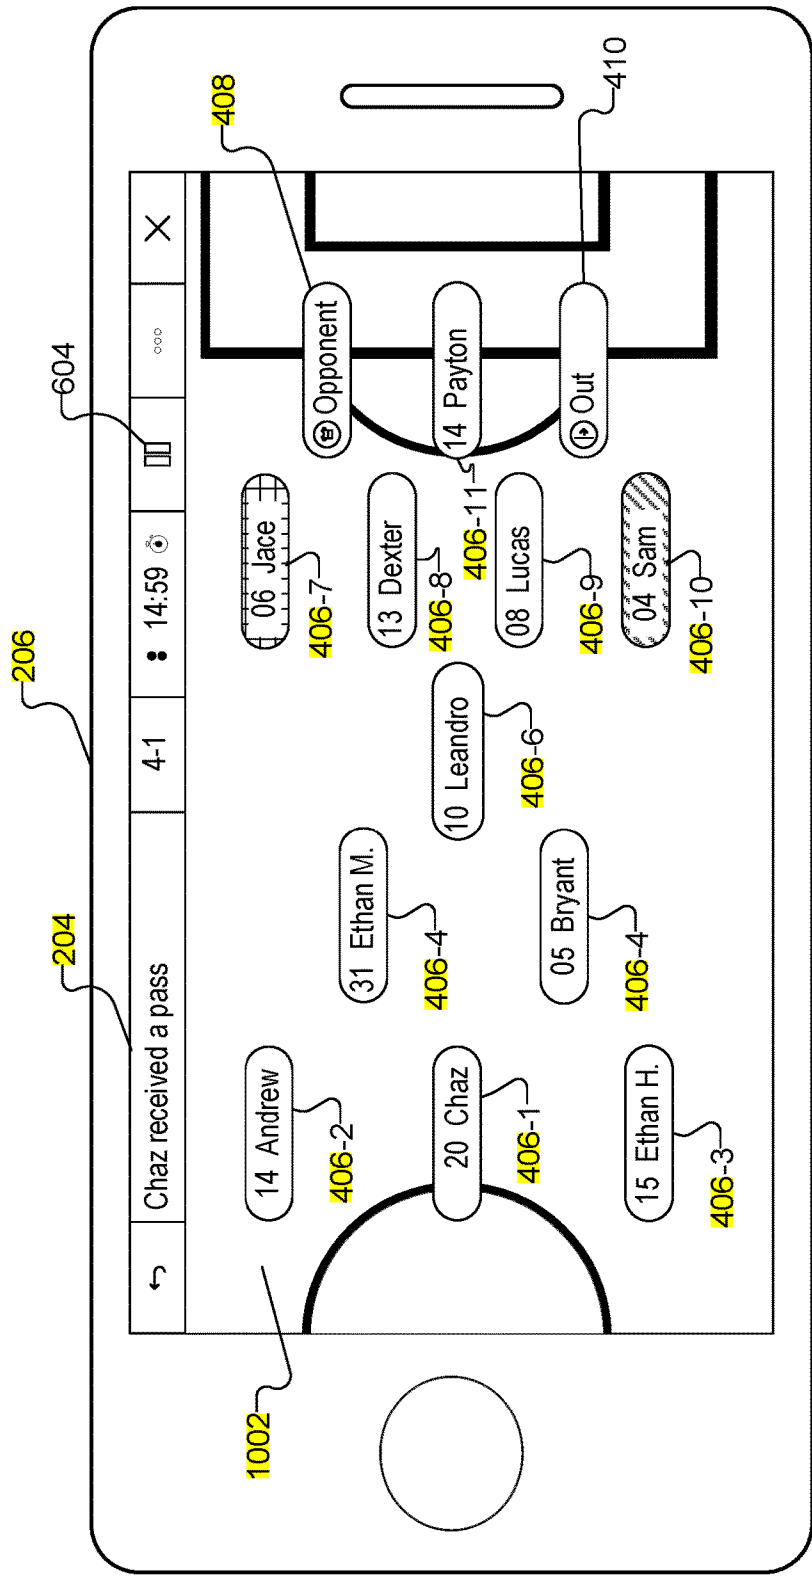 206
204
408
604
410
1002
Chaz received a pass
4-1
14:59
ooo
14 Andrew
406-2
20 Chaz
406-1
15 Ethan H.
406-3
31 Ethan M.
406-4
05 Bryant
406-4
10 Leandro
406-6
06 Jace
406-7
13 Dexter
406-8
08 Lucas
406-9
04 Sam
406-10
Opponent
14 Payton
406-11
Out